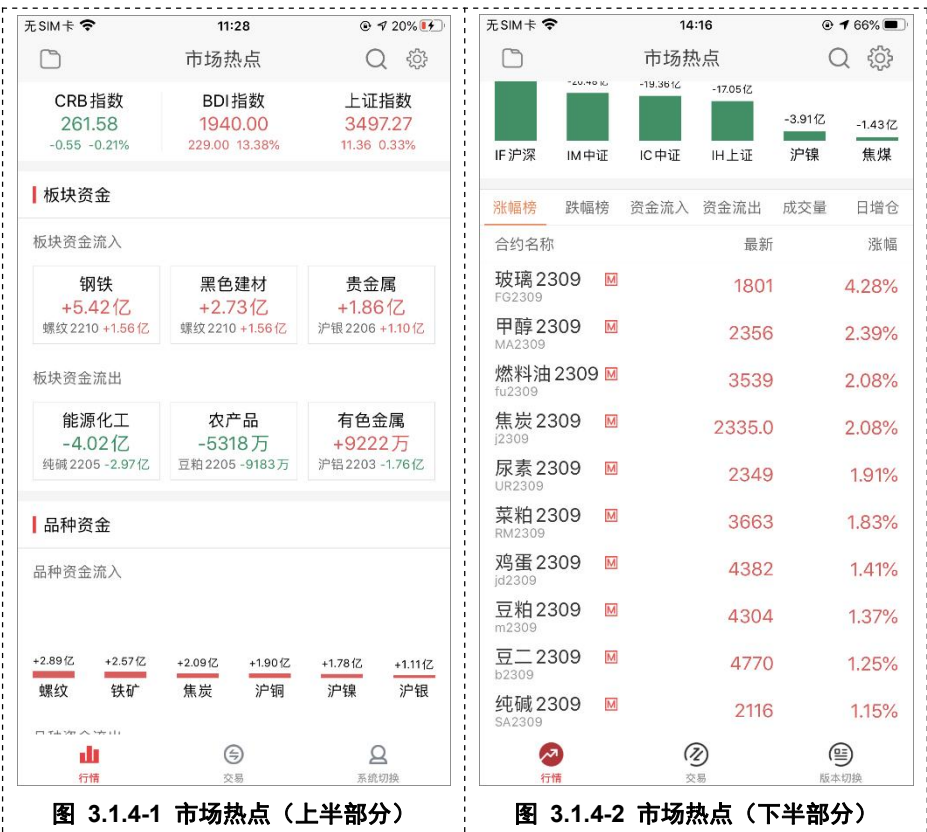 无SIM卡 11:28 20%
市场热点
CRB指数 BDI指数 上证指数
261.58 1940.00 3497.27
-0.55 -0.21% 229.00 13.38% 11.36 0.33%
板块资金
板块资金流入
钢铁 黑色建材 贵金属
+5.42亿 +2.73亿 +1.86亿
螺纹2210 +1.56亿 螺纹2210 +1.56亿 沪银2206 +1.10亿
板块资金流出
能源化工 农产品 有色金属
-4.02亿 -5318万 +9222万
纯碱2205 -2.97亿 豆粕2205 -9183万 沪铝2203 -1.76亿
品种资金
品种资金流入
+2.89亿 +2.57亿 +2.09亿 +1.90亿 +1.78亿 +1.11亿
螺纹 铁矿 焦炭 沪铜 沪镍 沪银
行情 交易 系统切换
图 3.1.4-1 市场热点（上半部分）
无SIM卡 14:16 66%
市场热点
-19.36亿 -17.05亿 -3.91亿 -1.43亿
IF沪深 IM中证 IC中证 IH上证 沪镍 焦煤
涨幅榜 跌幅榜 资金流入 资金流出 成交量 日增仓
合约名称 最新 涨幅
玻璃2309 M 1801 4.28%
FG2309
甲醇2309 M 2356 2.39%
MA2309
燃料油2309 M 3539 2.08%
fu2309
焦炭2309 M 2335.0 2.08%
j2309
尿素2309 M 2349 1.91%
UR2309
菜粕2309 M 3663 1.83%
RM2309
鸡蛋2309 M 4382 1.41%
jd2309
豆粕2309 M 4304 1.37%
m2309
豆二2309 M 4770 1.25%
b2309
纯碱2309 M 2116 1.15%
SA2309
行情 交易 版本切换
图 3.1.4-2 市场热点（下半部分）